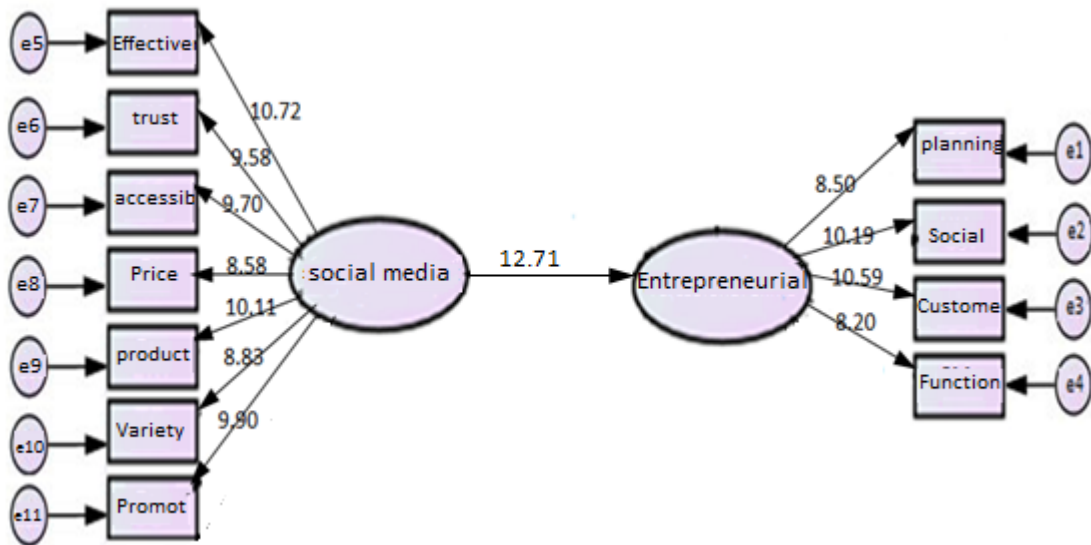 e5
Effectiver
10.72
e6
trust
9.58
e7
accessib
9.70
e8
Price
8.58
e9
product
10.11
e10
Variety
8.83
e11
Promot
9.90
social media
12.71
Entrepreneurial
8.50
planning
e1
10.19
Social
e2
10.59
Custome
e3
8.20
Function
e4